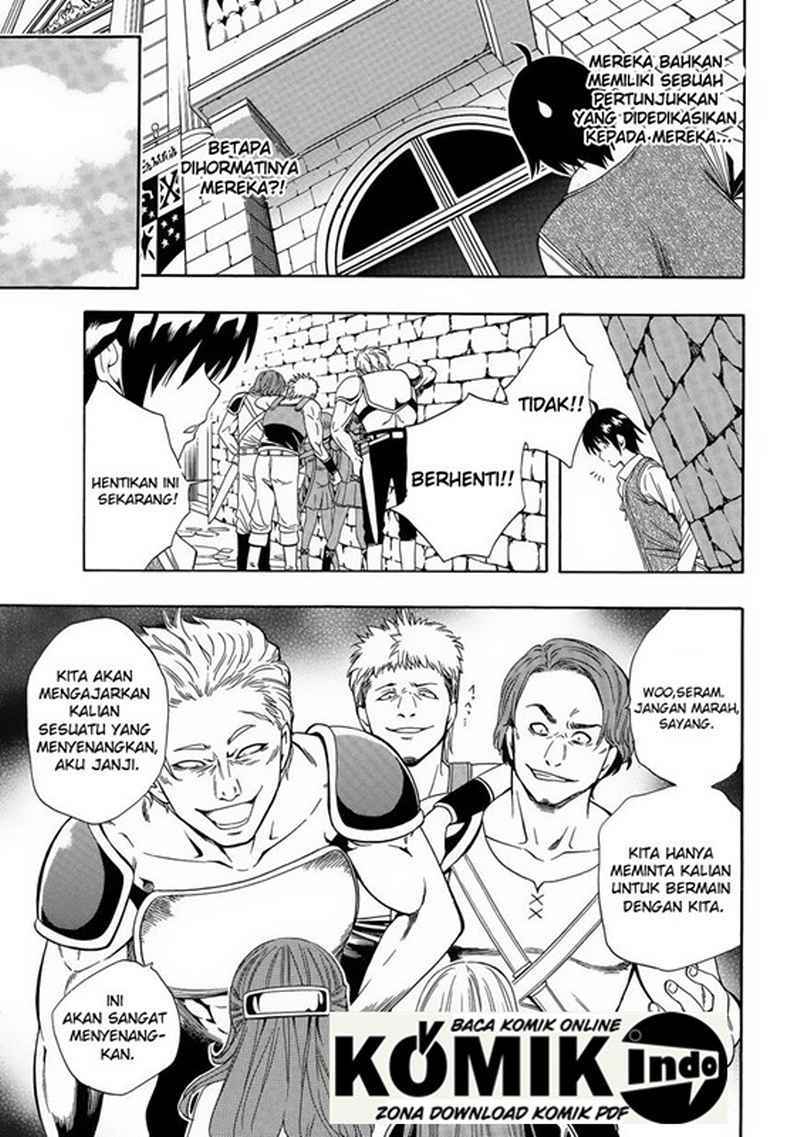 MEREKA BAHKAN
MEMILIKI SEBUAH
PERTUNJUKKAN
YANG DIDEDIKASIKAN
KEPADA MEREKA...
BETAPA
DIHORMATINYA
MEREKA?!
TIDAK!!
BERHENTI!!
HENTIKAN INI
SEKARANG!
WOO,SERAM.
JANGAN MARAH,
SAYANG.
KITA HANYA
MEMINTA KALIAN
UNTUK BERMAIN
DENGAN KITA.
KITA AKAN
MENGAJARKAN
KALIAN
SESUATU YANG
MENYENANGKAN,
AKU JANJI.
INI
AKAN SANGAT
MENYENANG-
KAN.
BACA KOMIK ONLINE
KOMIK indo
ZONA DOWNLOAD KOMIK PDF